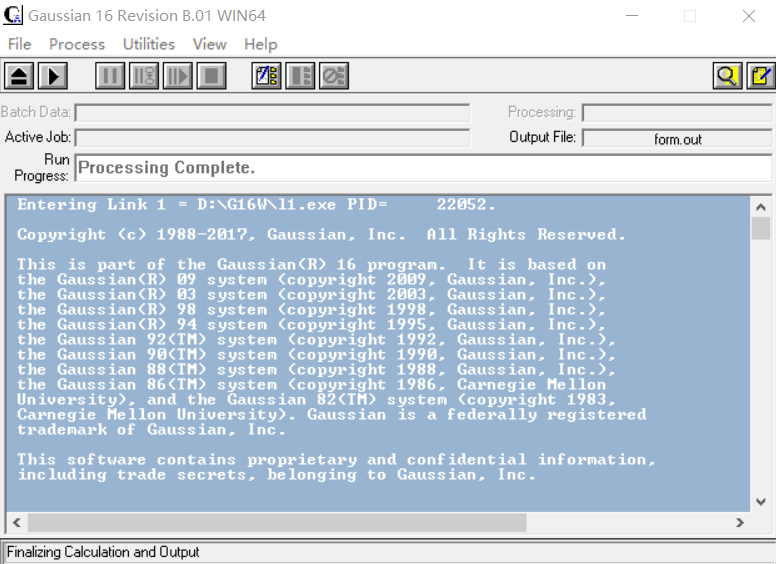 Gaussian 16 Revision B.01 WIN64
File Process Utilities View Help
Batch Data: Processing:
Active Job: Output File: form.out
Run Progress: Processing Complete.
Entering Link 1 = D:\G16W\l1.exe PID= 22052.
Copyright (c) 1988-2017, Gaussian, Inc. All Rights Reserved.
This is part of the Gaussian(R) 16 program. It is based on
the Gaussian(R) 09 system (copyright 2009, Gaussian, Inc.),
the Gaussian(R) 03 system (copyright 2003, Gaussian, Inc.),
the Gaussian(R) 98 system (copyright 1998, Gaussian, Inc.),
the Gaussian(R) 94 system (copyright 1995, Gaussian, Inc.),
the Gaussian 92(TM) system (copyright 1992, Gaussian, Inc.),
the Gaussian 90(TM) system (copyright 1990, Gaussian, Inc.),
the Gaussian 88(TM) system (copyright 1988, Gaussian, Inc.),
the Gaussian 86(TM) system (copyright 1986, Carnegie Mellon
University), and the Gaussian 82(TM) system (copyright 1983,
Carnegie Mellon University). Gaussian is a federally registered
trademark of Gaussian, Inc.
This software contains proprietary and confidential information,
including trade secrets, belonging to Gaussian, Inc.
Finalizing Calculation and Output